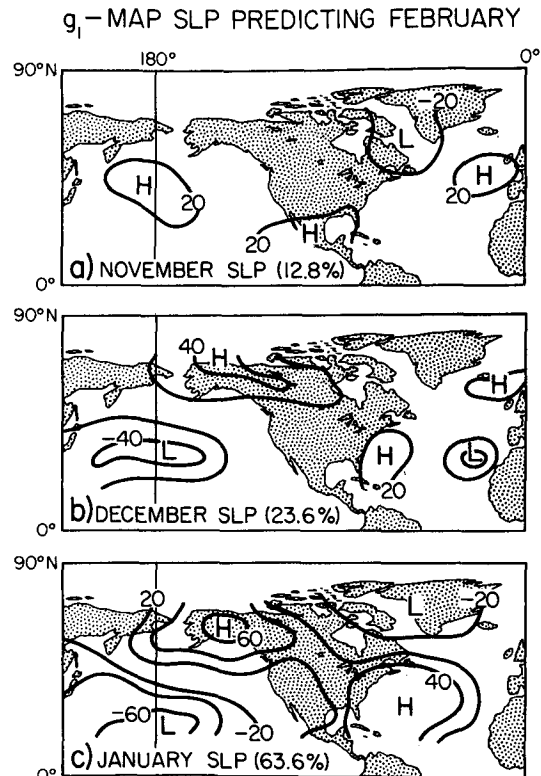 g₁-MAP SLP PREDICTING FEBRUARY
180° 0°
90°N
-20
L
H
20
H
20
20
H
0°
a) NOVEMBER SLP (12.8%)
90°N
40
H
H
-40
L
H
L
20
0°
b) DECEMBER SLP (23.6%)
90°N
20
L
-20
H
60
40
H
-60
L
-20
0°
c) JANUARY SLP (63.6%)